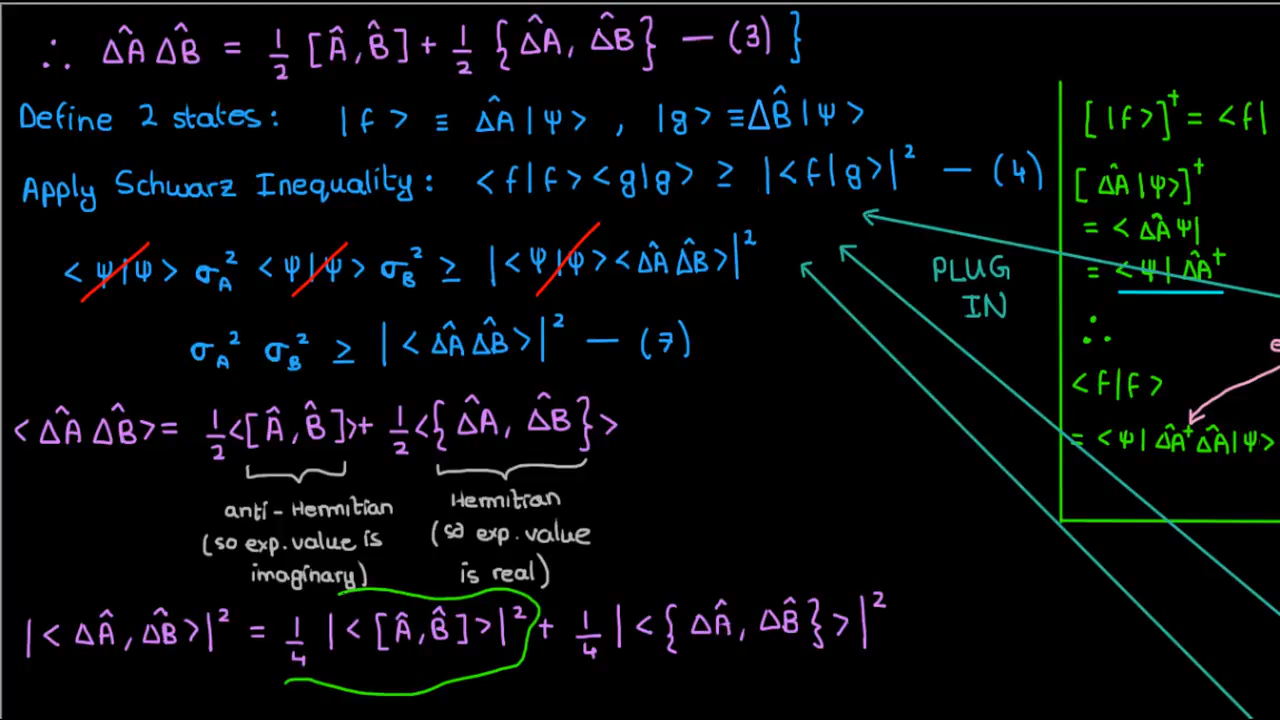 ∴ ΔÂ ΔB̂ = 1/2 [Â, B̂] + 1/2 {ΔÂ, ΔB̂} — (3) }
Define 2 states: |f> ≡ ΔÂ|Ψ> , |g> ≡ ΔB̂|Ψ>
Apply Schwarz Inequality: <f|f><g|g> ≥ |<f|g>|² — (4)
<Ψ|Ψ> σ_A² <Ψ|Ψ> σ_B² ≥ |<Ψ|Ψ><ΔÂ ΔB̂>|²
σ_A² σ_B² ≥ |<ΔÂ ΔB̂>|² — (7)
<ΔÂ ΔB̂> = 1/2 <[Â, B̂]> + 1/2 <{ΔÂ, ΔB̂}>
anti-Hermitian
(so exp. value is
imaginary)
Hermitian
(so exp. value
is real)
|<ΔÂ, ΔB̂>|² = 1/4 |<[Â, B̂]>|² + 1/4 |<{ΔÂ, ΔB̂}>|²
PLUG
IN
[|f>]† = <f|
[ΔÂ|Ψ>]†
= <ΔÂΨ|
= <Ψ|ΔÂ†
∴
<f|f>
= <Ψ|ΔÂ†ΔÂ|Ψ>